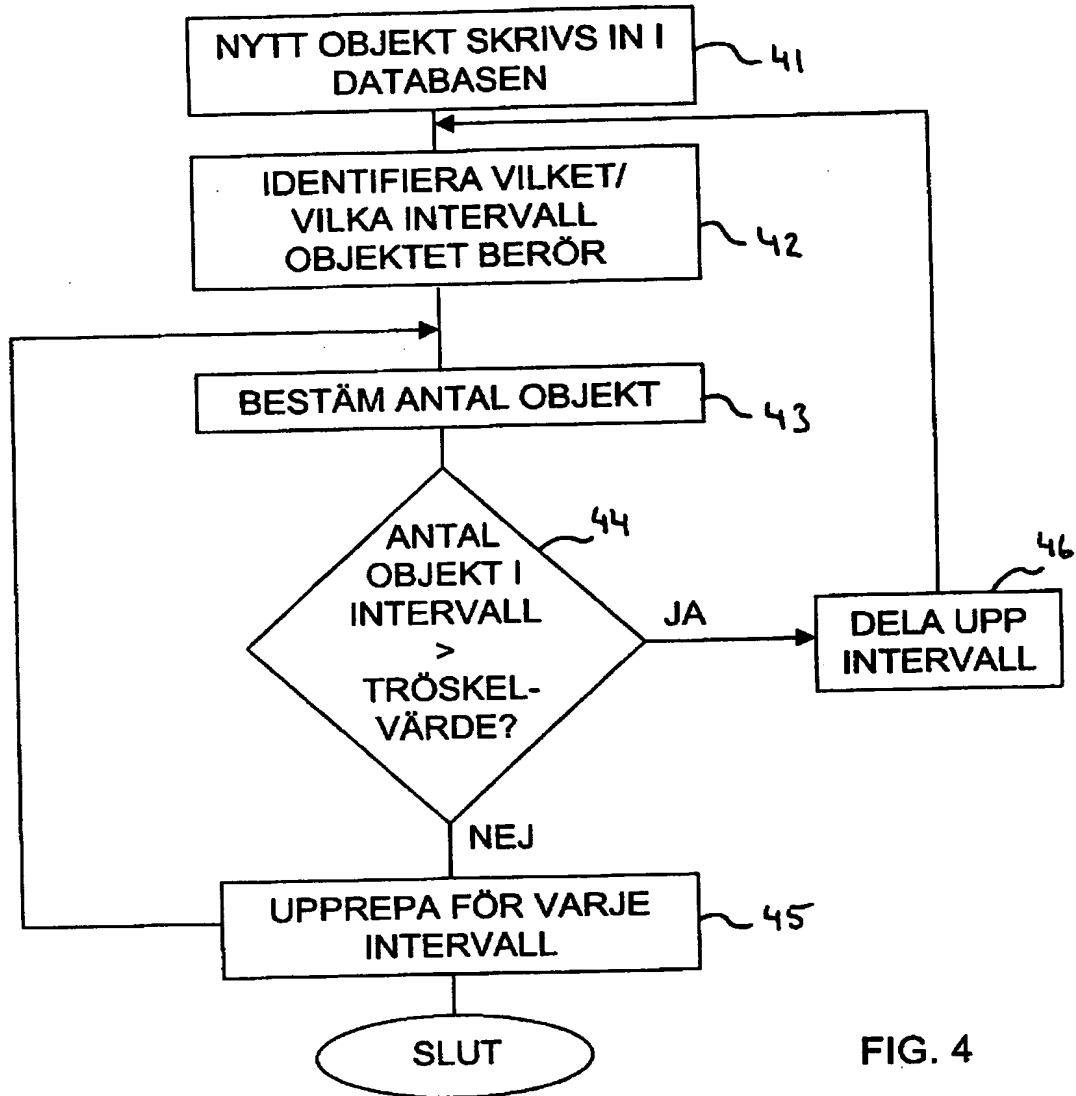 NYTT OBJEKT SKRIVS IN I
DATABASEN
41
IDENTIFIERA VILKET/
VILKA INTERVALL
OBJEKTET BERÖR
42
BESTÄM ANTAL OBJEKT
43
ANTAL
OBJEKT I
INTERVALL
>
TRÖSKEL-
VÄRDE?
44
JA
DELA UPP
INTERVALL
46
NEJ
UPPREPA FÖR VARJE
INTERVALL
45
SLUT
FIG. 4